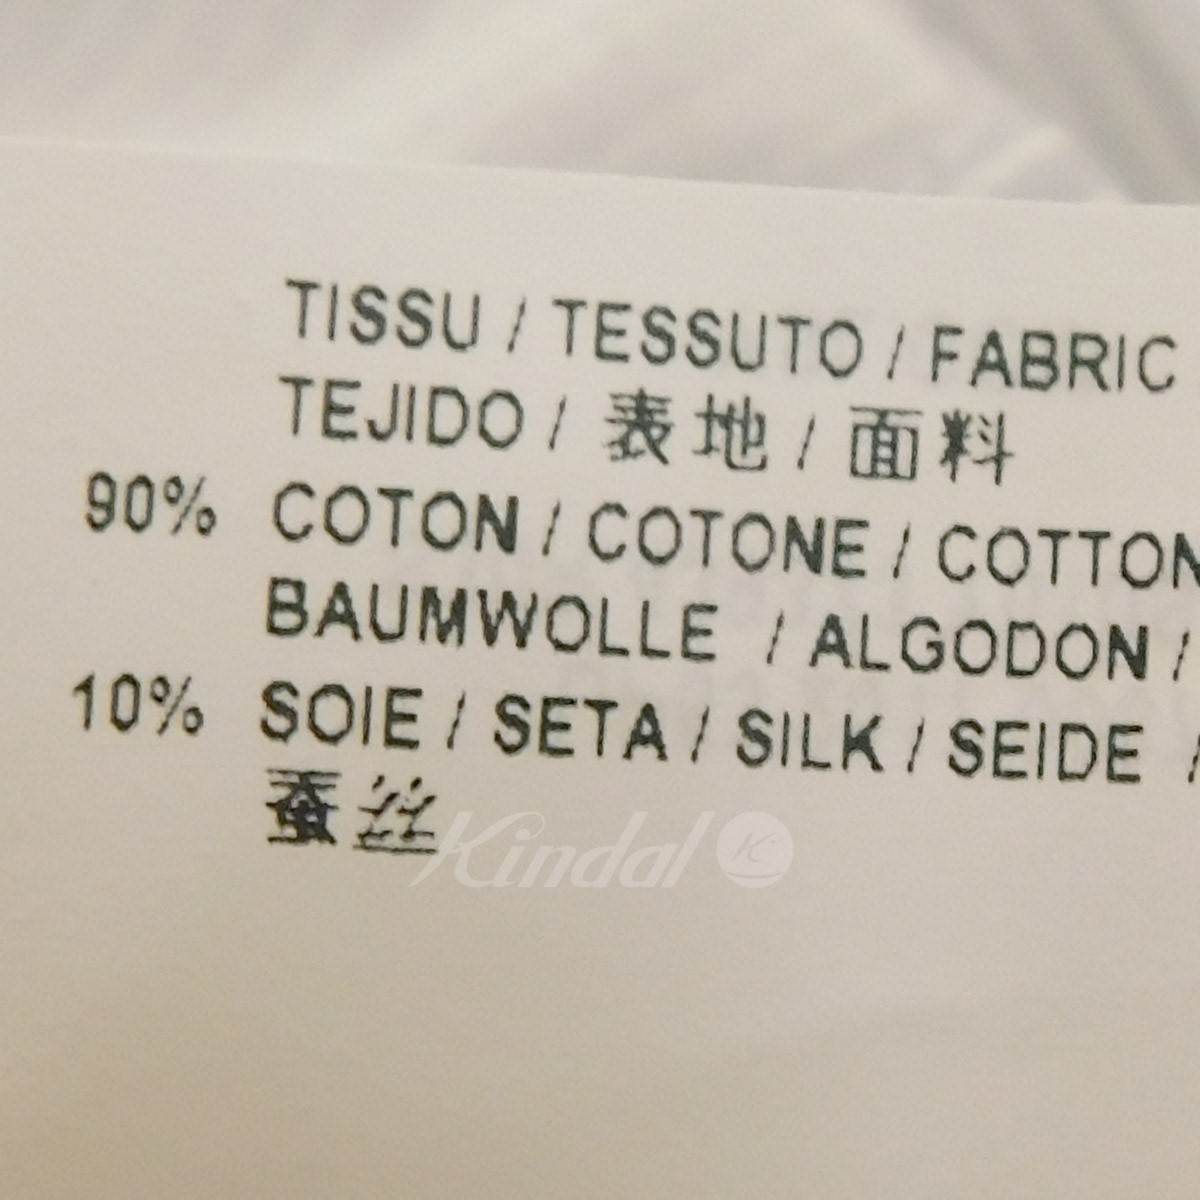 TISSU / TESSUTO / FABRIC
TEJIDO / 表地 / 面料
90% COTON / COTONE / COTTON
BAUMWOLLE / ALGODON /
10% SOIE / SETA / SILK / SEIDE /
蚕丝
Kindal K